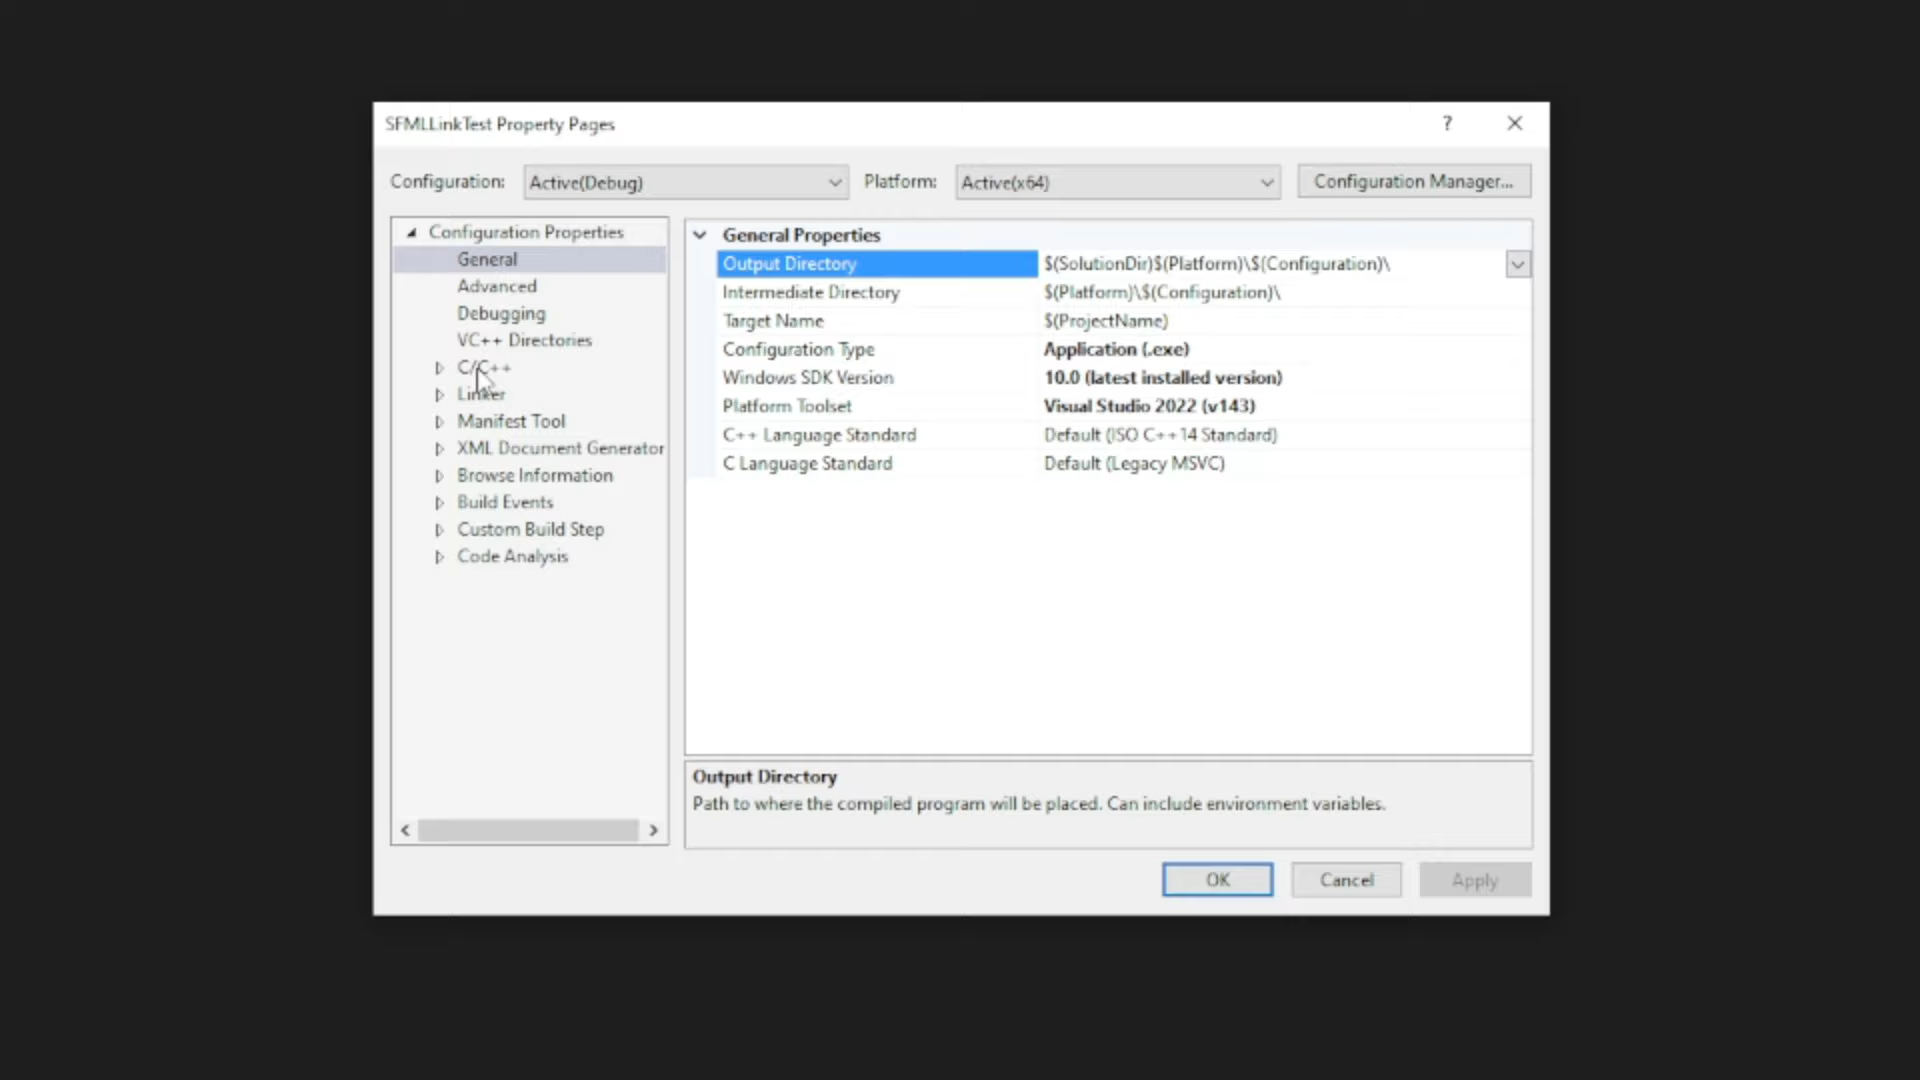 SFMLLinkTest Property Pages
?
Configuration: Active(Debug) Platform: Active(x64) Configuration Manager...
Configuration Properties
General
Advanced
Debugging
VC++ Directories
C/C++
Linker
Manifest Tool
XML Document Generator
Browse Information
Build Events
Custom Build Step
Code Analysis
General Properties
Output Directory $(SolutionDir)$(Platform)\$(Configuration)\
Intermediate Directory $(Platform)\$(Configuration)\
Target Name $(ProjectName)
Configuration Type Application (.exe)
Windows SDK Version 10.0 (latest installed version)
Platform Toolset Visual Studio 2022 (v143)
C++ Language Standard Default (ISO C++14 Standard)
C Language Standard Default (Legacy MSVC)
Output Directory
Path to where the compiled program will be placed. Can include environment variables.
OK Cancel Apply